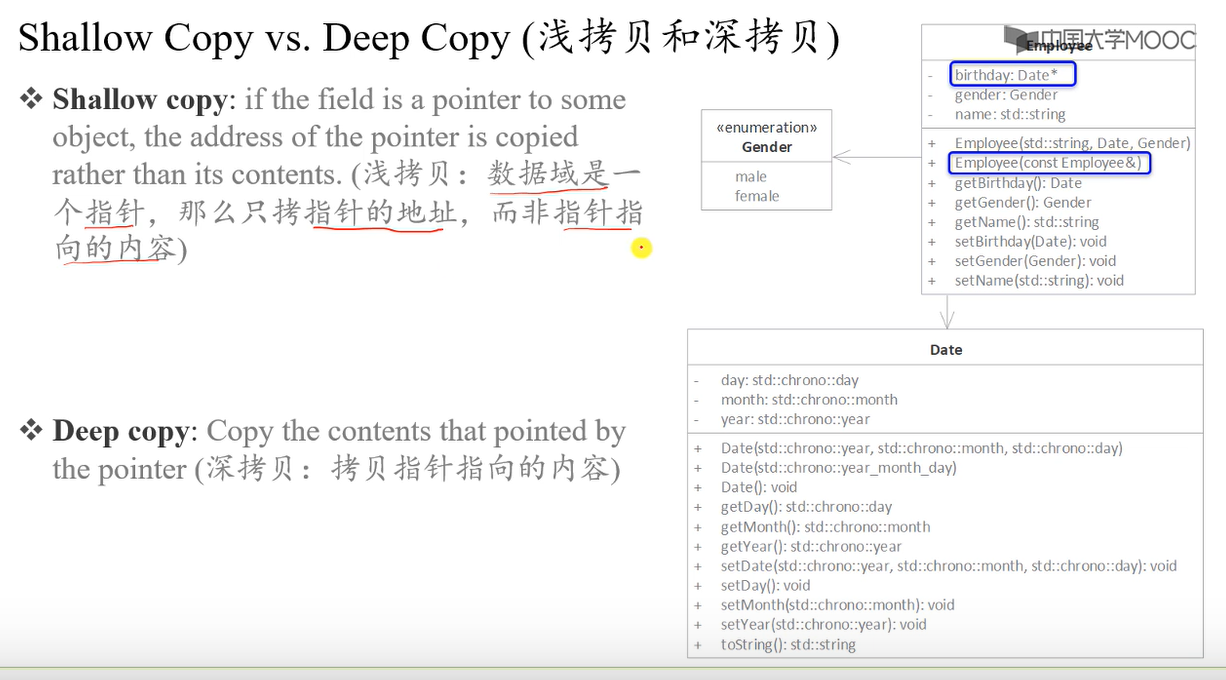 Shallow Copy vs. Deep Copy (浅拷贝和深拷贝)
❖ Shallow copy: if the field is a pointer to some
object, the address of the pointer is copied
rather than its contents. (浅拷贝：数据域是一
个指针，那么只拷指针的地址，而非指针指
向的内容)
❖ Deep copy: Copy the contents that pointed by
the pointer (深拷贝：拷贝指针指向的内容)
«enumeration»
Gender
male
female
中国大学MOOC
Employee
- birthday: Date*
- gender: Gender
- name: std::string
+ Employee(std::string, Date, Gender)
+ Employee(const Employee&)
+ getBirthday(): Date
+ getGender(): Gender
+ getName(): std::string
+ setBirthday(Date): void
+ setGender(Gender): void
+ setName(std::string): void
Date
- day: std::chrono::day
- month: std::chrono::month
- year: std::chrono::year
+ Date(std::chrono::year, std::chrono::month, std::chrono::day)
+ Date(std::chrono::year_month_day)
+ Date(): void
+ getDay(): std::chrono::day
+ getMonth(): std::chrono::month
+ getYear(): std::chrono::year
+ setDate(std::chrono::year, std::chrono::month, std::chrono::day): void
+ setDay(): void
+ setMonth(std::chrono::month): void
+ setYear(std::chrono::year): void
+ toString(): std::string